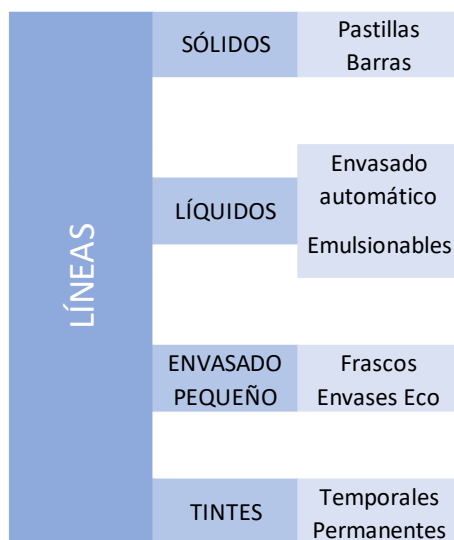 LÍNEAS
SÓLIDOS
Pastillas
Barras
LÍQUIDOS
Envasado
automático
Emulsionables
ENVASADO
PEQUEÑO
Frascos
Envases Eco
TINTES
Temporales
Permanentes